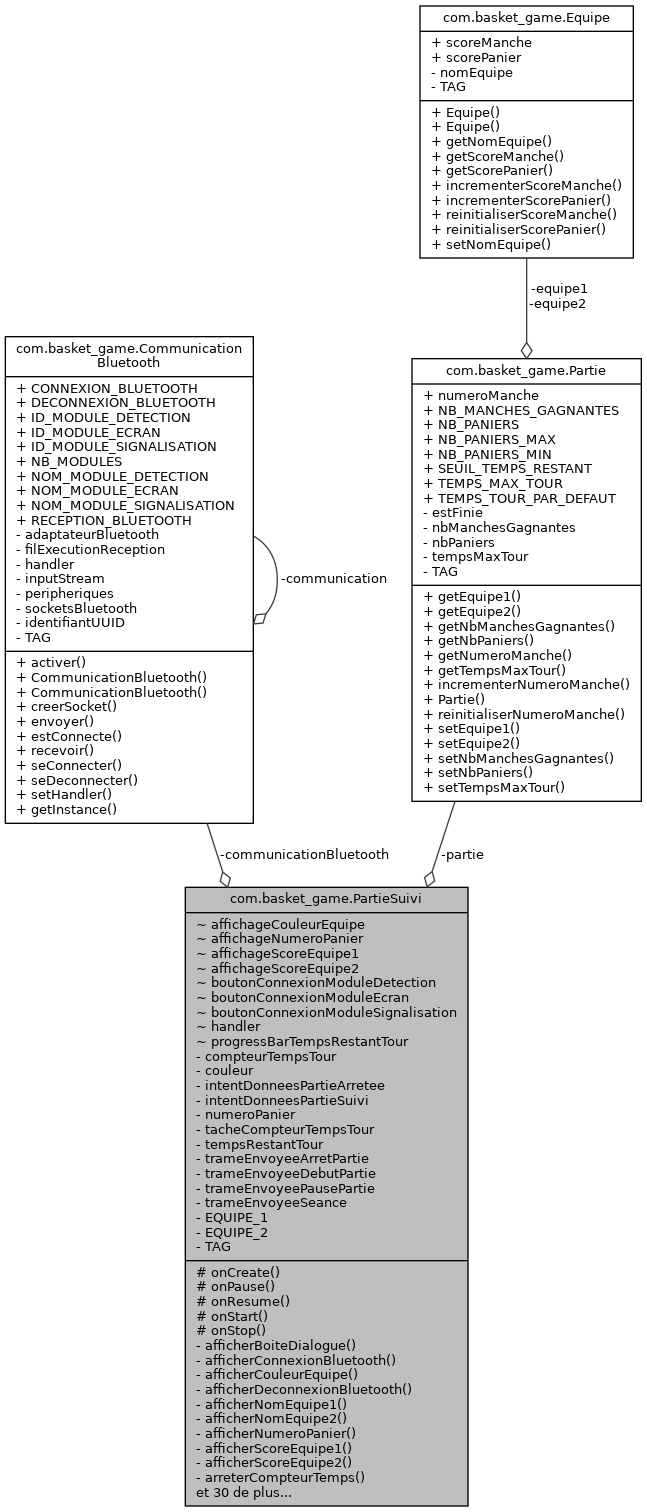 com.basket_game.Equipe
+ scoreManche
+ scorePanier
- nomEquipe
- TAG
+ Equipe()
+ Equipe()
+ getNomEquipe()
+ getScoreManche()
+ getScorePanier()
+ incrementerScoreManche()
+ incrementerScorePanier()
+ reinitialiserScoreManche()
+ reinitialiserScorePanier()
+ setNomEquipe()
-equipe1
-equipe2
com.basket_game.Communication
Bluetooth
+ CONNEXION_BLUETOOTH
+ DECONNEXION_BLUETOOTH
+ ID_MODULE_DETECTION
+ ID_MODULE_ECRAN
+ ID_MODULE_SIGNALISATION
+ NB_MODULES
+ NOM_MODULE_DETECTION
+ NOM_MODULE_ECRAN
+ NOM_MODULE_SIGNALISATION
+ RECEPTION_BLUETOOTH
- adaptateurBluetooth
- filExecutionReception
- handler
- inputStream
- peripheriques
- socketsBluetooth
- identifiantUUID
- TAG
+ activer()
+ CommunicationBluetooth()
+ CommunicationBluetooth()
+ creerSocket()
+ envoyer()
+ estConnecte()
+ recevoir()
+ seConnecter()
+ seDeconnecter()
+ setHandler()
+ getInstance()
-communication
com.basket_game.Partie
+ numeroManche
+ NB_MANCHES_GAGNANTES
+ NB_PANIERS
+ NB_PANIERS_MAX
+ NB_PANIERS_MIN
+ SEUIL_TEMPS_RESTANT
+ TEMPS_MAX_TOUR
+ TEMPS_TOUR_PAR_DEFAUT
- estFinie
- nbManchesGagnantes
- nbPaniers
- tempsMaxTour
- TAG
+ getEquipe1()
+ getEquipe2()
+ getNbManchesGagnantes()
+ getNbPaniers()
+ getNumeroManche()
+ getTempsMaxTour()
+ incrementerNumeroManche()
+ Partie()
+ reinitialiserNumeroManche()
+ setEquipe1()
+ setEquipe2()
+ setNbManchesGagnantes()
+ setNbPaniers()
+ setTempsMaxTour()
-communicationBluetooth
-partie
com.basket_game.PartieSuivi
~ affichageCouleurEquipe
~ affichageNumeroPanier
~ affichageScoreEquipe1
~ affichageScoreEquipe2
~ boutonConnexionModuleDetection
~ boutonConnexionModuleEcran
~ boutonConnexionModuleSignalisation
~ handler
~ progressBarTempsRestantTour
- compteurTempsTour
- couleur
- intentDonneesPartieArretee
- intentDonneesPartieSuivi
- numeroPanier
- tacheCompteurTempsTour
- tempsRestantTour
- trameEnvoyeeArretPartie
- trameEnvoyeeDebutPartie
- trameEnvoyeePausePartie
- trameEnvoyeeSeance
- EQUIPE_1
- EQUIPE_2
- TAG
# onCreate()
# onPause()
# onResume()
# onStart()
# onStop()
- afficherBoiteDialogue()
- afficherConnexionBluetooth()
- afficherCouleurEquipe()
- afficherDeconnexionBluetooth()
- afficherNomEquipe1()
- afficherNomEquipe2()
- afficherNumeroPanier()
- afficherScoreEquipe1()
- afficherScoreEquipe2()
- arreterCompteurTemps()
et 30 de plus...